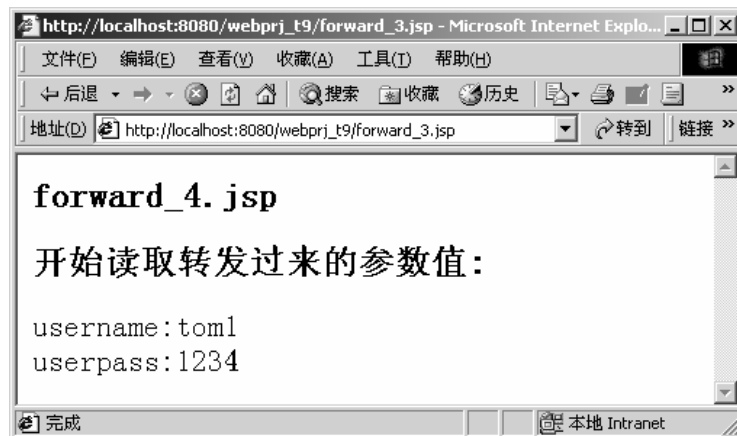 http://localhost:8080/webprj_t9/forward_3.jsp - Microsoft Internet Explo...
文件(F) 编辑(E) 查看(V) 收藏(A) 工具(T) 帮助(H)
后退 搜索 收藏 历史 »
地址(D) http://localhost:8080/webprj_t9/forward_3.jsp 转到 链接 »
forward_4.jsp
开始读取转发过来的参数值:
username:tom1
userpass:1234
完成 本地 Intranet